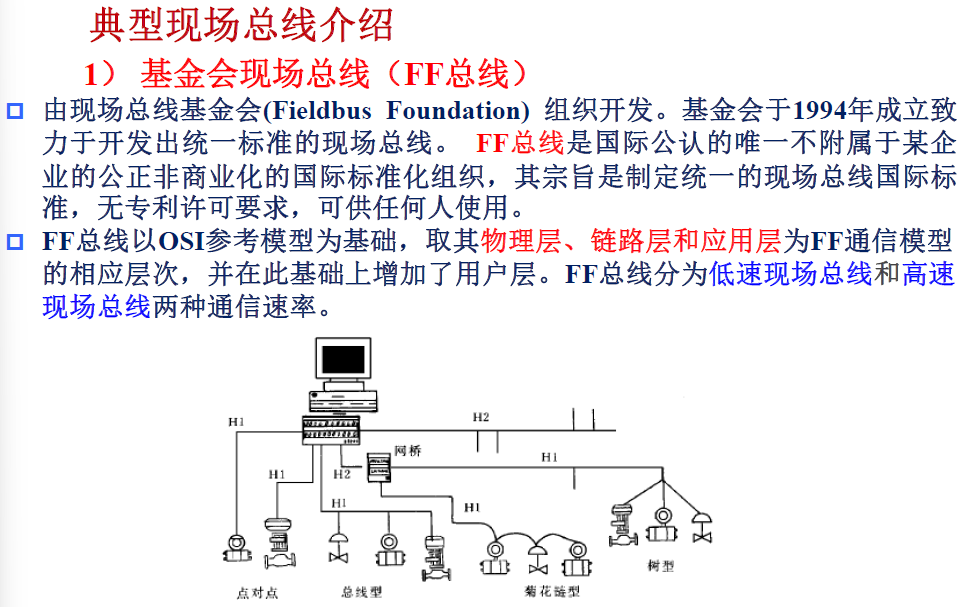 典型现场总线介绍
1） 基金会现场总线（FF总线）
由现场总线基金会(Fieldbus Foundation) 组织开发。基金会于1994年成立致
力于开发出统一标准的现场总线。 FF总线是国际公认的唯一不附属于某企
业的公正非商业化的国际标准化组织，其宗旨是制定统一的现场总线国际标
准，无专利许可要求，可供任何人使用。
FF总线以OSI参考模型为基础，取其物理层、链路层和应用层为FF通信模型
的相应层次，并在此基础上增加了用户层。FF总线分为低速现场总线和高速
现场总线两种通信速率。
H1
H2
网桥
H1
H1
H2
H1
H1
树型
点对点
总线型
菊花链型